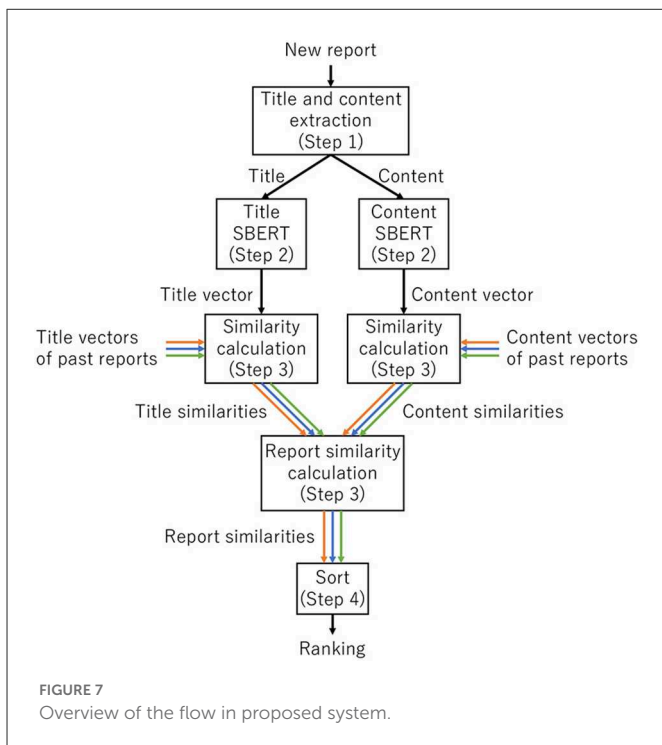 New report
Title and content
extraction
(Step 1)
Title
Content
Title
SBERT
(Step 2)
Content
SBERT
(Step 2)
Title vector
Content vector
Title vectors
of past reports
Similarity
calculation
(Step 3)
Similarity
calculation
(Step 3)
Content vectors
of past reports
Title similarities
Content similarities
Report similarity
calculation
(Step 3)
Report similarities
Sort
(Step 4)
Ranking
FIGURE 7
Overview of the flow in proposed system.